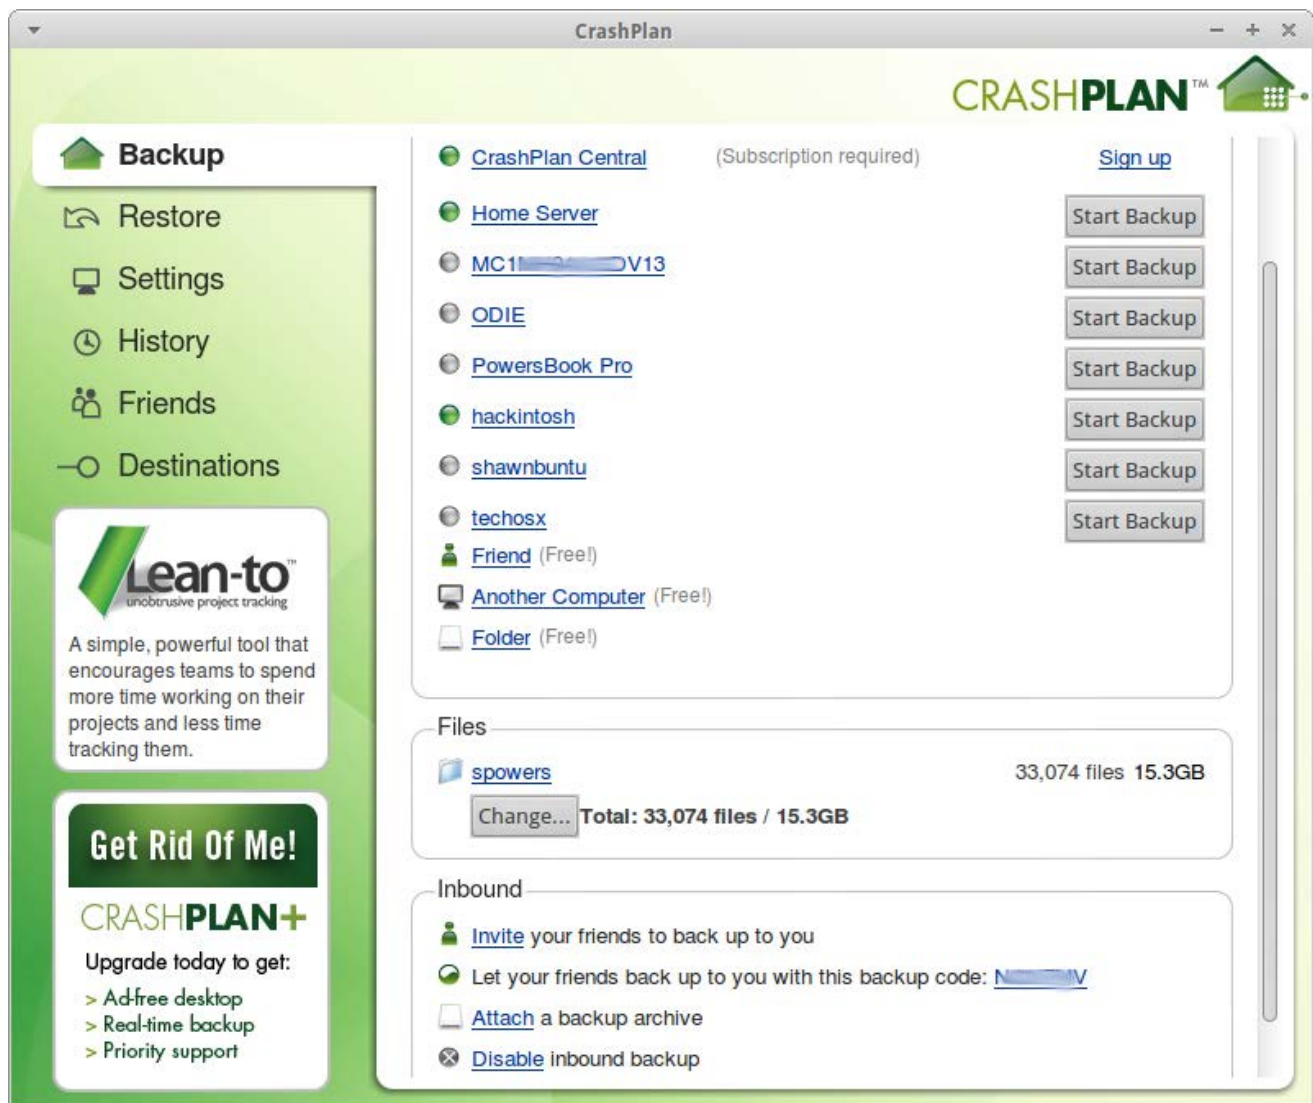 CrashPlan
CRASHPLAN™
Backup
Restore
Settings
History
Friends
Destinations
Lean-to™
unobtrusive project tracking
A simple, powerful tool that
encourages teams to spend
more time working on their
projects and less time
tracking them.
Get Rid Of Me!
CRASHPLAN+
Upgrade today to get:
> Ad-free desktop
> Real-time backup
> Priority support
CrashPlan Central (Subscription required) Sign up
Home Server Start Backup
DV13 Start Backup
ODIE Start Backup
PowersBook Pro Start Backup
hackintosh Start Backup
shawnbuntu Start Backup
techosx Start Backup
Friend (Free!)
Another Computer (Free!)
Folder (Free!)
Files
spowers 33,074 files 15.3GB
Change... Total: 33,074 files / 15.3GB
Inbound
Invite your friends to back up to you
Let your friends back up to you with this backup code:
Attach a backup archive
Disable inbound backup